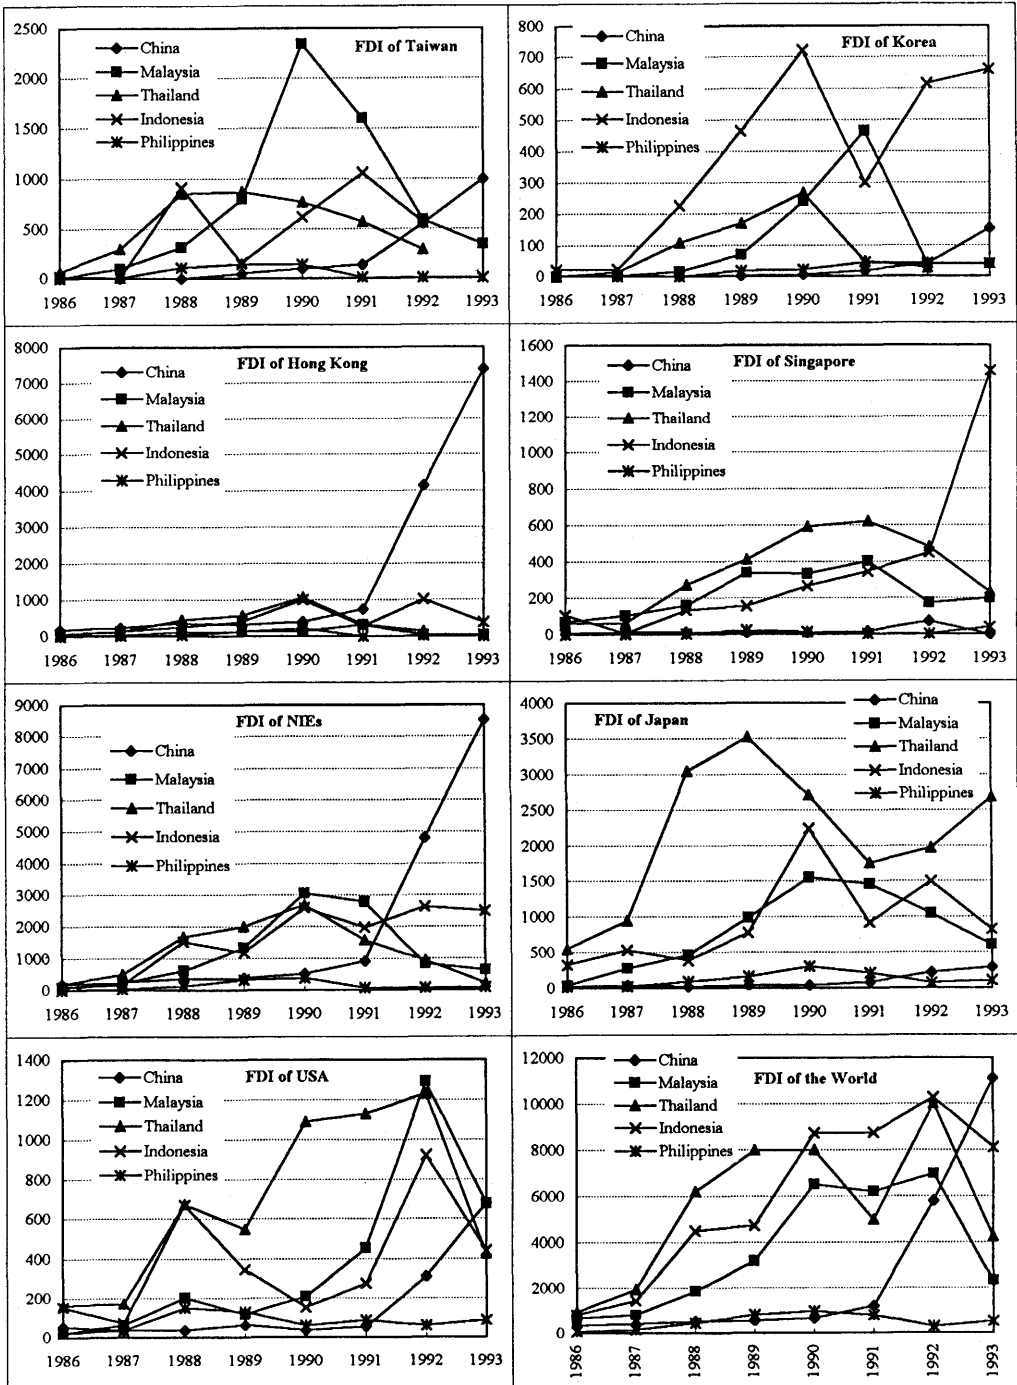 FDI of Taiwan
China
Malaysia
Thailand
Indonesia
Philippines
2500
2000
1500
1000
500
0
1986 1987 1988 1989 1990 1991 1992 1993
FDI of Korea
China
Malaysia
Thailand
Indonesia
Philippines
800
700
600
500
400
300
200
100
0
1986 1987 1988 1989 1990 1991 1992 1993
FDI of Hong Kong
China
Malaysia
Thailand
Indonesia
Philippines
8000
7000
6000
5000
4000
3000
2000
1000
0
1986 1987 1988 1989 1990 1991 1992 1993
FDI of Singapore
China
Malaysia
Thailand
Indonesia
Philippines
1600
1400
1200
1000
800
600
400
200
0
1986 1987 1988 1989 1990 1991 1992 1993
FDI of NIEs
China
Malaysia
Thailand
Indonesia
Philippines
9000
8000
7000
6000
5000
4000
3000
2000
1000
0
1986 1987 1988 1989 1990 1991 1992 1993
FDI of Japan
China
Malaysia
Thailand
Indonesia
Philippines
4000
3500
3000
2500
2000
1500
1000
500
0
1986 1987 1988 1989 1990 1991 1992 1993
FDI of USA
China
Malaysia
Thailand
Indonesia
Philippines
1400
1200
1000
800
600
400
200
0
1986 1987 1988 1989 1990 1991 1992 1993
FDI of the World
China
Malaysia
Thailand
Indonesia
Philippines
12000
10000
8000
6000
4000
2000
0
1986 1987 1988 1989 1990 1991 1992 1993